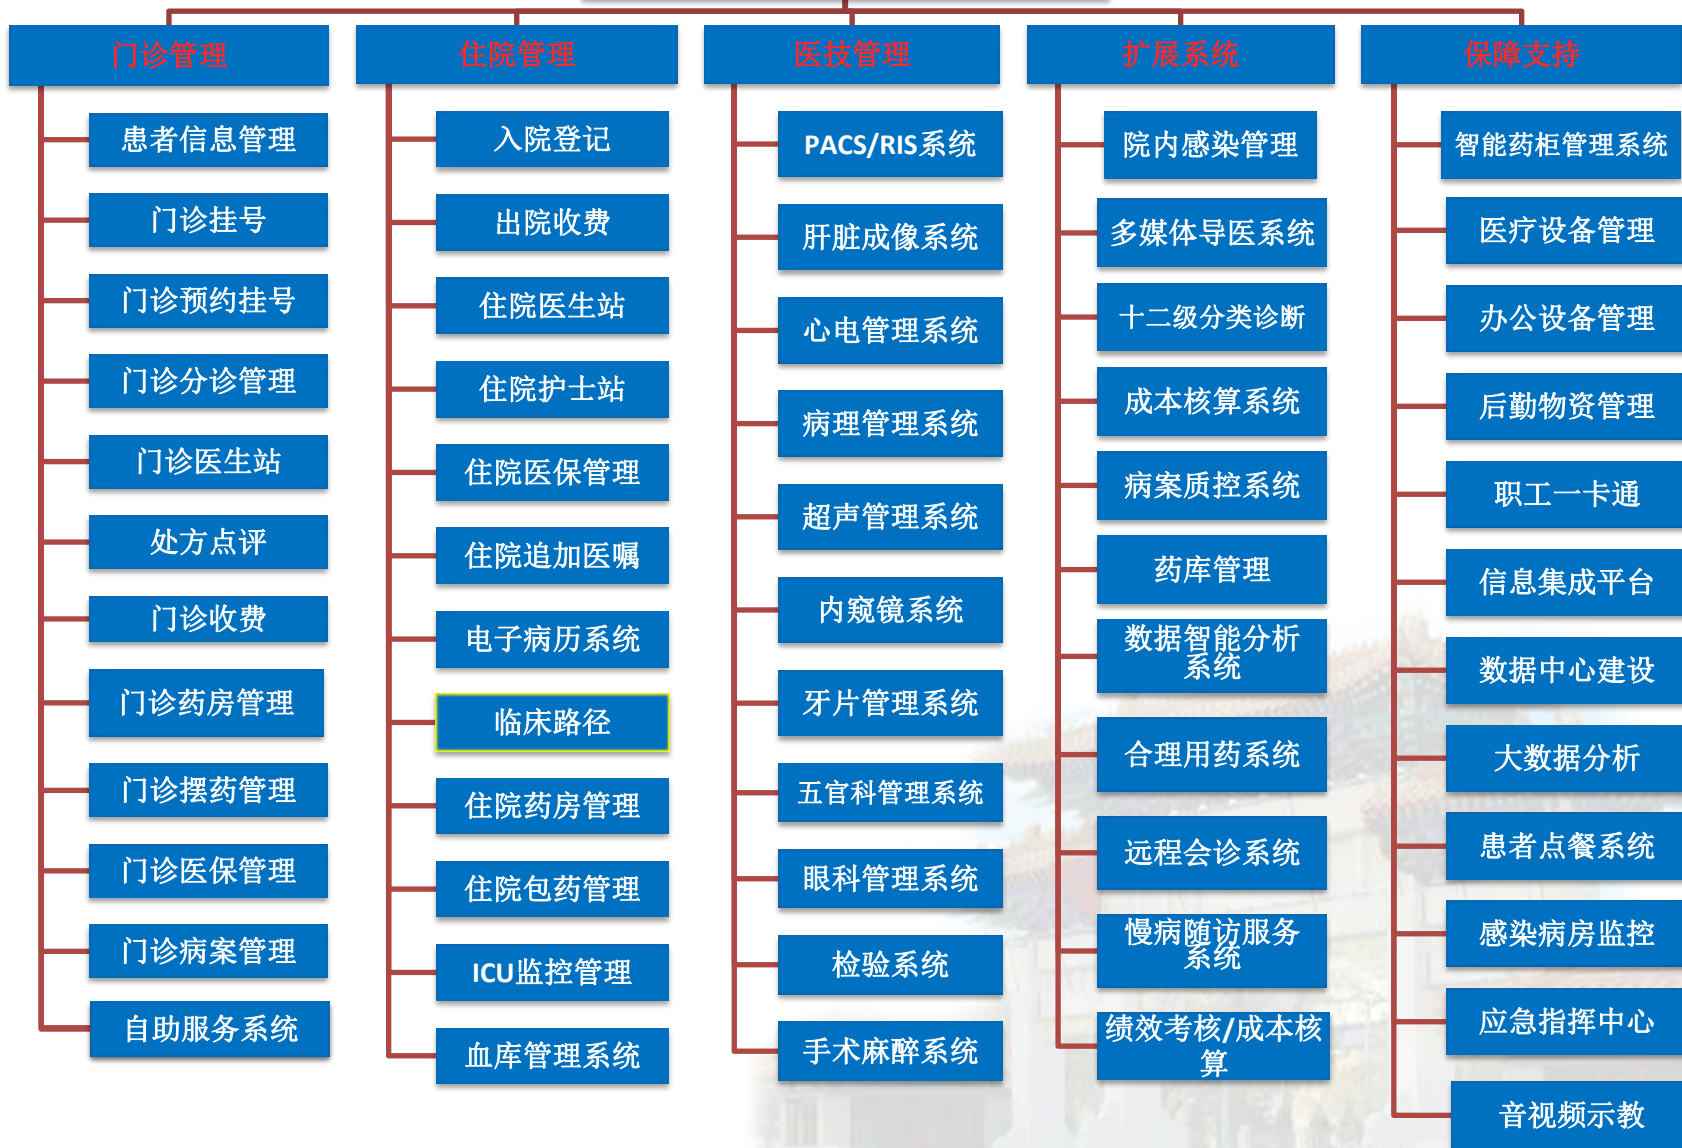 门诊管理
患者信息管理
门诊挂号
门诊预约挂号
门诊分诊管理
门诊医生站
处方点评
门诊收费
门诊药房管理
门诊摆药管理
门诊医保管理
门诊病案管理
自助服务系统
住院管理
入院登记
出院收费
住院医生站
住院护士站
住院医保管理
住院追加医嘱
电子病历系统
临床路径
住院药房管理
住院包药管理
ICU监控管理
血库管理系统
医技管理
PACS/RIS系统
肝脏成像系统
心电管理系统
病理管理系统
超声管理系统
内窥镜系统
牙片管理系统
五官科管理系统
眼科管理系统
检验系统
手术麻醉系统
扩展系统
院内感染管理
多媒体导医系统
十二级分类诊断
成本核算系统
病案质控系统
药库管理
数据智能分析
系统
合理用药系统
远程会诊系统
慢病随访服务
系统
绩效考核/成本核
算
保障支持
智能药柜管理系统
医疗设备管理
办公设备管理
后勤物资管理
职工一卡通
信息集成平台
数据中心建设
大数据分析
患者点餐系统
感染病房监控
应急指挥中心
音视频示教